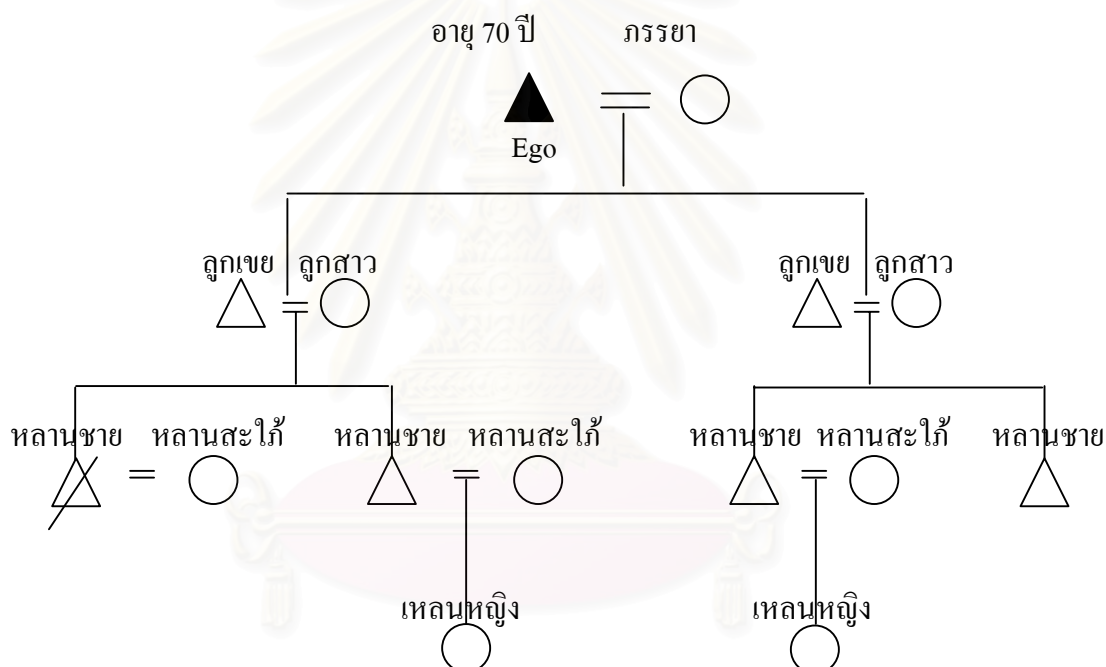 อายุ 70 ปี ภรรยา
Ego
ลูกเขย ลูกสาว ลูกเขย ลูกสาว
หลานชาย หลานสะใภ้ หลานชาย หลานสะใภ้ หลานชาย หลานสะใภ้ หลานชาย
เหลนหญิง เหลนหญิง